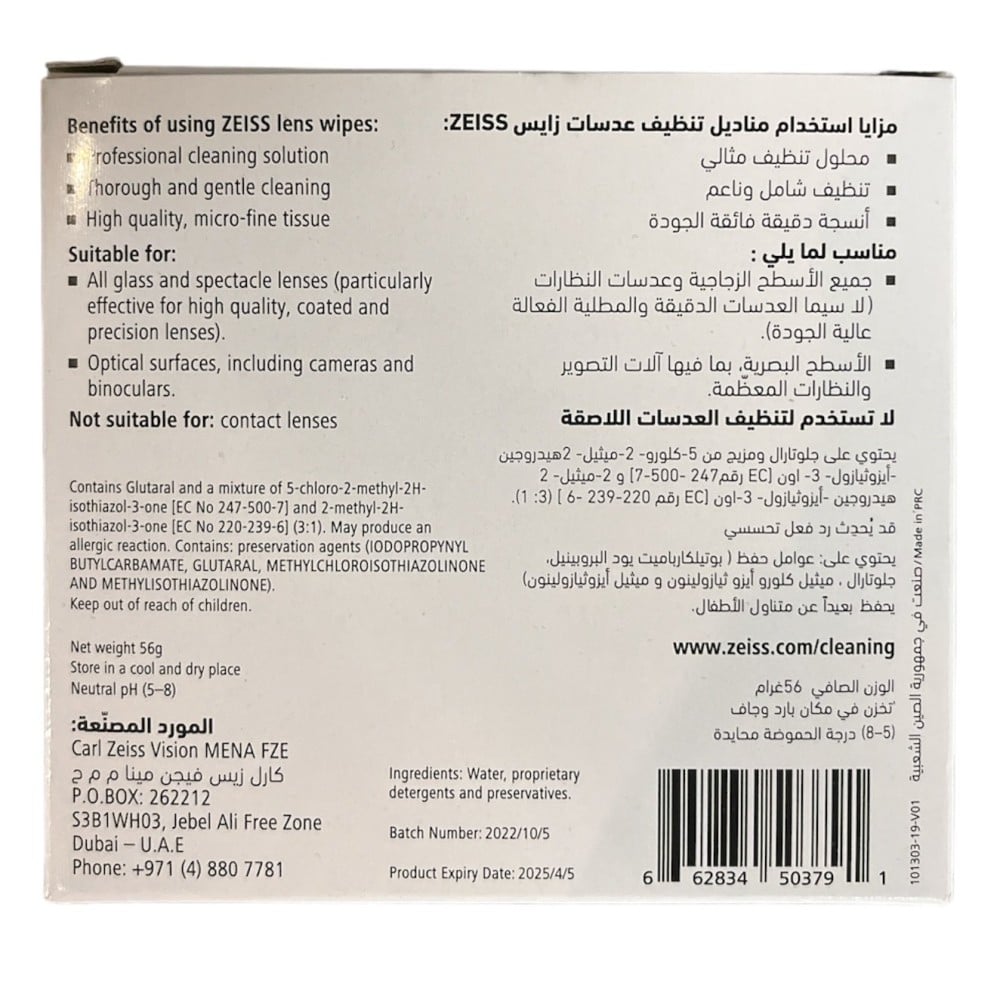 Benefits of using ZEISS lens wipes:
Professional cleaning solution
Thorough and gentle cleaning
High quality, micro-fine tissue
Suitable for:
All glass and spectacle lenses (particularly
effective for high quality, coated and
precision lenses).
Optical surfaces, including cameras and
binoculars.
Not suitable for: contact lenses
Contains Glutaral and a mixture of 5-chloro-2-methyl-2H-
isothiazol-3-one [EC No 247-500-7] and 2-methyl-2H-
isothiazol-3-one [EC No 220-239-6] (3:1). May produce an
allergic reaction. Contains: preservation agents (IODOPROPYNYL
BUTYLCARBAMATE, GLUTARAL, METHYLCHLOROISOTHIAZOLINONE
AND METHYLISOTHIAZOLINONE).
Keep out of reach of children.
Net weight 56g
Store in a cool and dry place
Neutral pH (5–8)
المورد المصنّعة:
Carl Zeiss Vision MENA FZE
كارل زيس فيجن مينا م م ح
P.O.BOX: 262212
S3B1WH03, Jebel Ali Free Zone
Dubai – U.A.E
Phone: +971 (4) 880 7781
مزايا استخدام مناديل تنظيف عدسات زايس ZEISS:
محلول تنظيف مثالي
تنظيف شامل وناعم
أنسجة دقيقة فائقة الجودة
مناسب لما يلي :
جميع الأسطح الزجاجية وعدسات النظارات
(لا سيما العدسات الدقيقة والمطلية الفعالة
عالية الجودة).
الأسطح البصرية، بما فيها آلات التصوير
والنظارات المعظّمة.
لا تستخدم لتنظيف العدسات اللاصقة
يحتوي على جلوتارال ومزيج من 5-كلورو- 2-ميثيل- 2هيدروجين
-أيزوثيازول- 3- اون [EC رقم247 -500-7] و 2-ميثيل- 2
هيدروجين -أيزوثيازول- 3-اون [EC رقم 220-239 -6 ] (3: 1).
قد يُحدِث رد فعل تحسسي
يحتوي على: عوامل حفظ ( بوتيلكارباميت يود البروبينيل،
جلوتارال ، ميثيل كلورو أيزو ثيازولينون و ميثيل أيزوثيازولينون)
يحفظ بعيداً عن متناول الأطفال.
www.zeiss.com/cleaning
الوزن الصافي 56غرام
تخزن في مكان بارد وجاف
(5-8) درجة الحموضة محايدة
Ingredients: Water, proprietary
detergents and preservatives.
Batch Number: 2022/10/5
Product Expiry Date: 2025/4/5
6 62834 50379 1
صنعت في جمهورية الصين الشعبية/Made in PRC
101303-19-V01